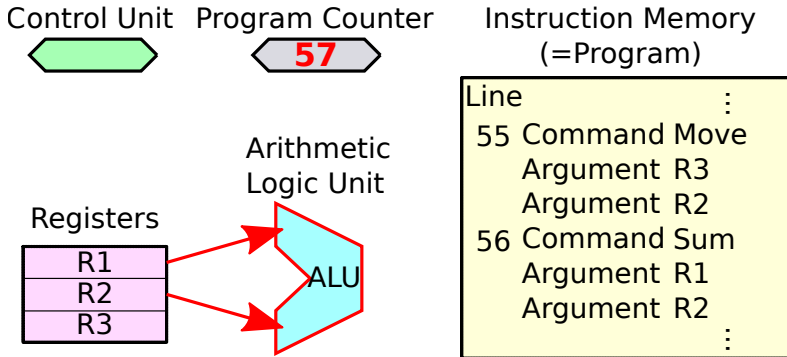 Control Unit
Program Counter
57
Instruction Memory
(=Program)
Line
⋮
55 Command Move
Argument R3
Argument R2
56 Command Sum
Argument R1
Argument R2
⋮
Arithmetic
Logic Unit
ALU
Registers
R1
R2
R3